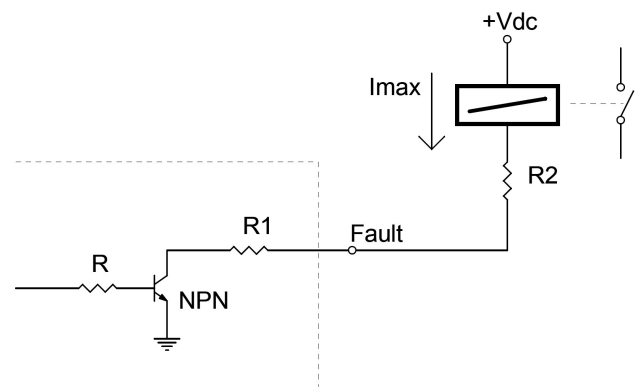 +Vdc
Imax
R2
R1
Fault
R
NPN